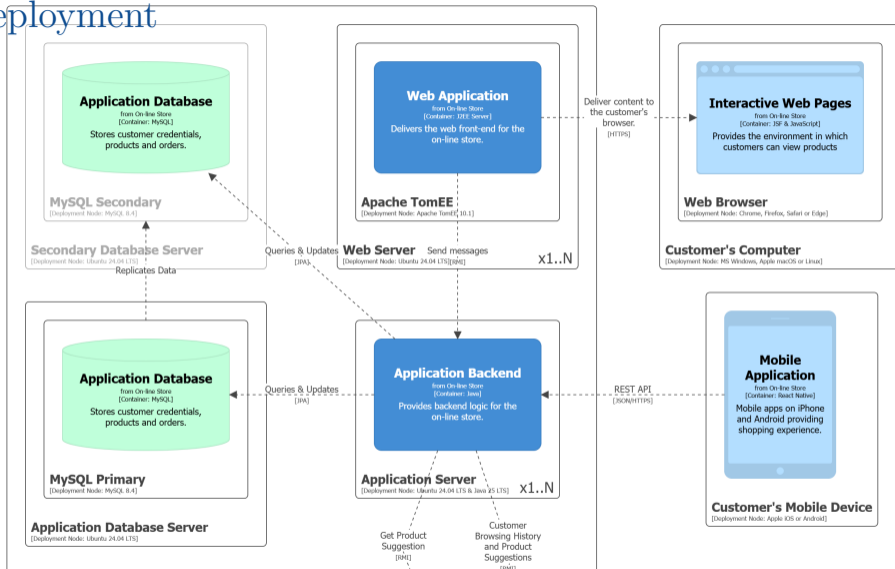 eployment
Application Database
from On-line Store
[Container: MySQL]
Stores customer credentials,
products and orders.
MySQL Secondary
[Deployment Node: MySQL 8.4]
Secondary Database Server
[Deployment Node: Ubuntu 24.04 LTS]
Web Application
from On-line Store
[Container: J2EE Server]
Delivers the web front-end for the
on-line store.
Apache TomEE
[Deployment Node: Apache TomEE 10.1]
Web Server
[Deployment Node: Ubuntu 24.04 LTS]
x1..N
Deliver content to
the customer's
browser.
[HTTPS]
Interactive Web Pages
from On-line Store
[Container: JSF & JavaScript]
Provides the environment in which
customers can view products
Web Browser
[Deployment Node: Chrome, Firefox, Safari or Edge]
Customer's Computer
[Deployment Node: MS Windows, Apple macOS or Linux]
Replicates Data
Queries & Updates
[JPA]
Send messages
[RMI]
Application Database
from On-line Store
[Container: MySQL]
Stores customer credentials,
products and orders.
MySQL Primary
[Deployment Node: MySQL 8.4]
Application Database Server
[Deployment Node: Ubuntu 24.04 LTS]
Queries & Updates
[JPA]
Application Backend
from On-line Store
[Container: Java]
Provides backend logic for the
on-line store.
Application Server
[Deployment Node: Ubuntu 24.04 LTS & Java 25 LTS]
x1..N
REST API
[JSON/HTTPS]
Mobile
Application
from On-line Store
[Container: React Native]
Mobile apps on iPhone
and Android providing
shopping experience.
Customer's Mobile Device
[Deployment Node: Apple iOS or Android]
Get Product
Suggestion
[RMI]
Customer
Browsing History
and Product
Suggestions
[RMI]